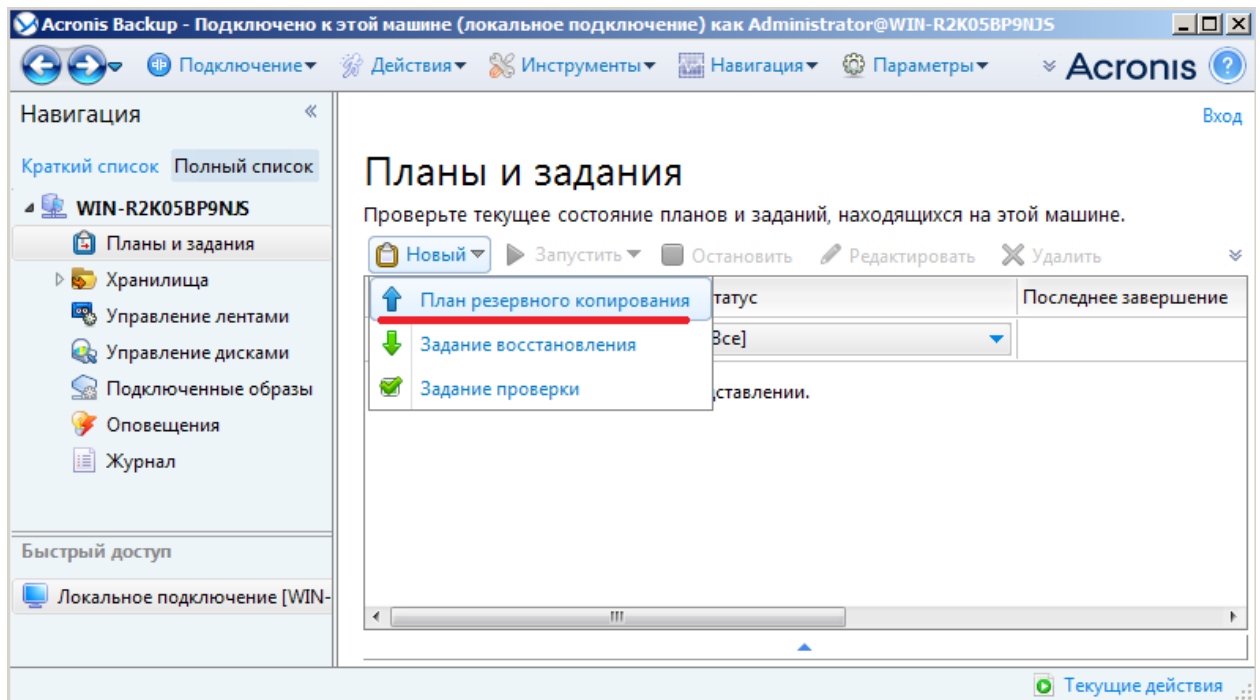 Acronis Backup - Подключено к этой машине (локальное подключение) как Administrator@WIN-R2K05BP9NJS
Подключение Действия Инструменты Навигация Параметры Acronis ?
Навигация
Вход
Краткий список Полный список
Планы и задания
WIN-R2K05BP9NJS
Проверьте текущее состояние планов и заданий, находящихся на этой машине.
Планы и задания
Новый Запустить Остановить Редактировать Удалить
Хранилища
План резервного копирования
татус
Последнее завершение
Управление лентами
Задание восстановления
Все]
Управление дисками
Задание проверки
дставлении.
Подключенные образы
Оповещения
Журнал
Быстрый доступ
Локальное подключение [WIN-
Текущие действия